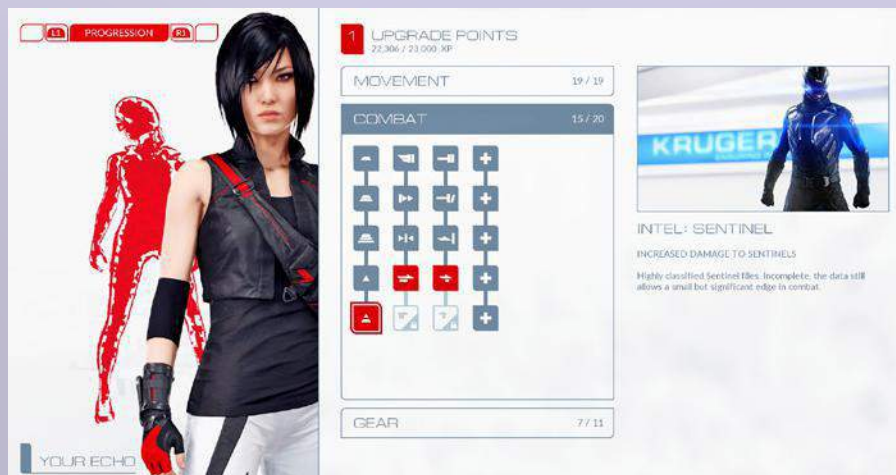 L1 PROGRESSION R1
1 UPGRADE POINTS
22,306 / 23,000 XP
MOVEMENT 19 / 19
COMBAT 15 / 20
KRUGER
INTEL: SENTINEL
INCREASED DAMAGE TO SENTINELS
Highly classified Sentinel files. Incomplete, the data still
allows a small but significant edge in combat.
GEAR 7 / 11
YOUR ECHO